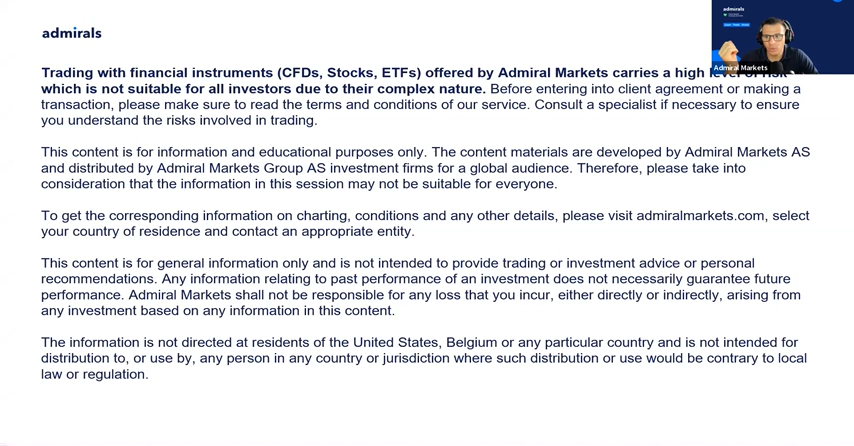 admirals
admirals
Admiral Markets
Trading with financial instruments (CFDs, Stocks, ETFs) offered by Admiral Markets carries a high level of risk
which is not suitable for all investors due to their complex nature. Before entering into client agreement or making a
transaction, please make sure to read the terms and conditions of our service. Consult a specialist if necessary to ensure
you understand the risks involved in trading.
This content is for information and educational purposes only. The content materials are developed by Admiral Markets AS
and distributed by Admiral Markets Group AS investment firms for a global audience. Therefore, please take into
consideration that the information in this session may not be suitable for everyone.
To get the corresponding information on charting, conditions and any other details, please visit admiralmarkets.com, select
your country of residence and contact an appropriate entity.
This content is for general information only and is not intended to provide trading or investment advice or personal
recommendations. Any information relating to past performance of an investment does not necessarily guarantee future
performance. Admiral Markets shall not be responsible for any loss that you incur, either directly or indirectly, arising from
any investment based on any information in this content.
The information is not directed at residents of the United States, Belgium or any particular country and is not intended for
distribution to, or use by, any person in any country or jurisdiction where such distribution or use would be contrary to local
law or regulation.